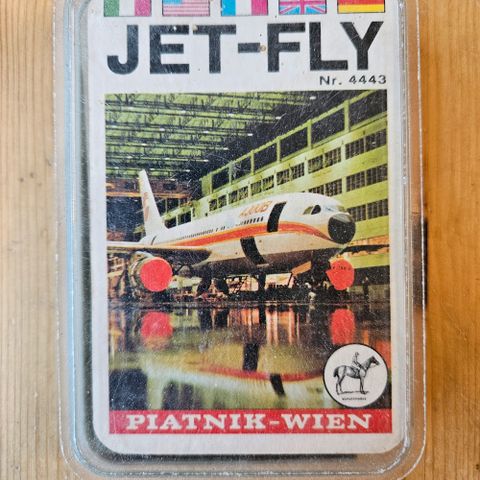 JET-FLY
Nr. 4443
PIATNIK-WIEN